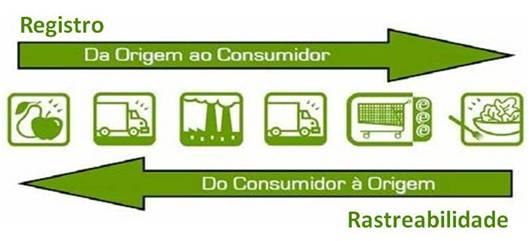 Registro
Da Origem ao Consumidor
Do Consumidor à Origem
Rastreabilidade